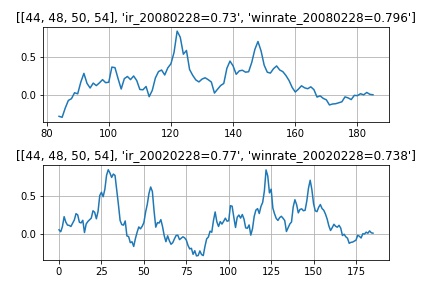 [[44, 48, 50, 54], 'ir_20080228=0.73', 'winrate_20080228=0.796']
0.5
0.0
80 100 120 140 160 180
[[44, 48, 50, 54], 'ir_20020228=0.77', 'winrate_20020228=0.738']
0.5
0.0
0 25 50 75 100 125 150 175